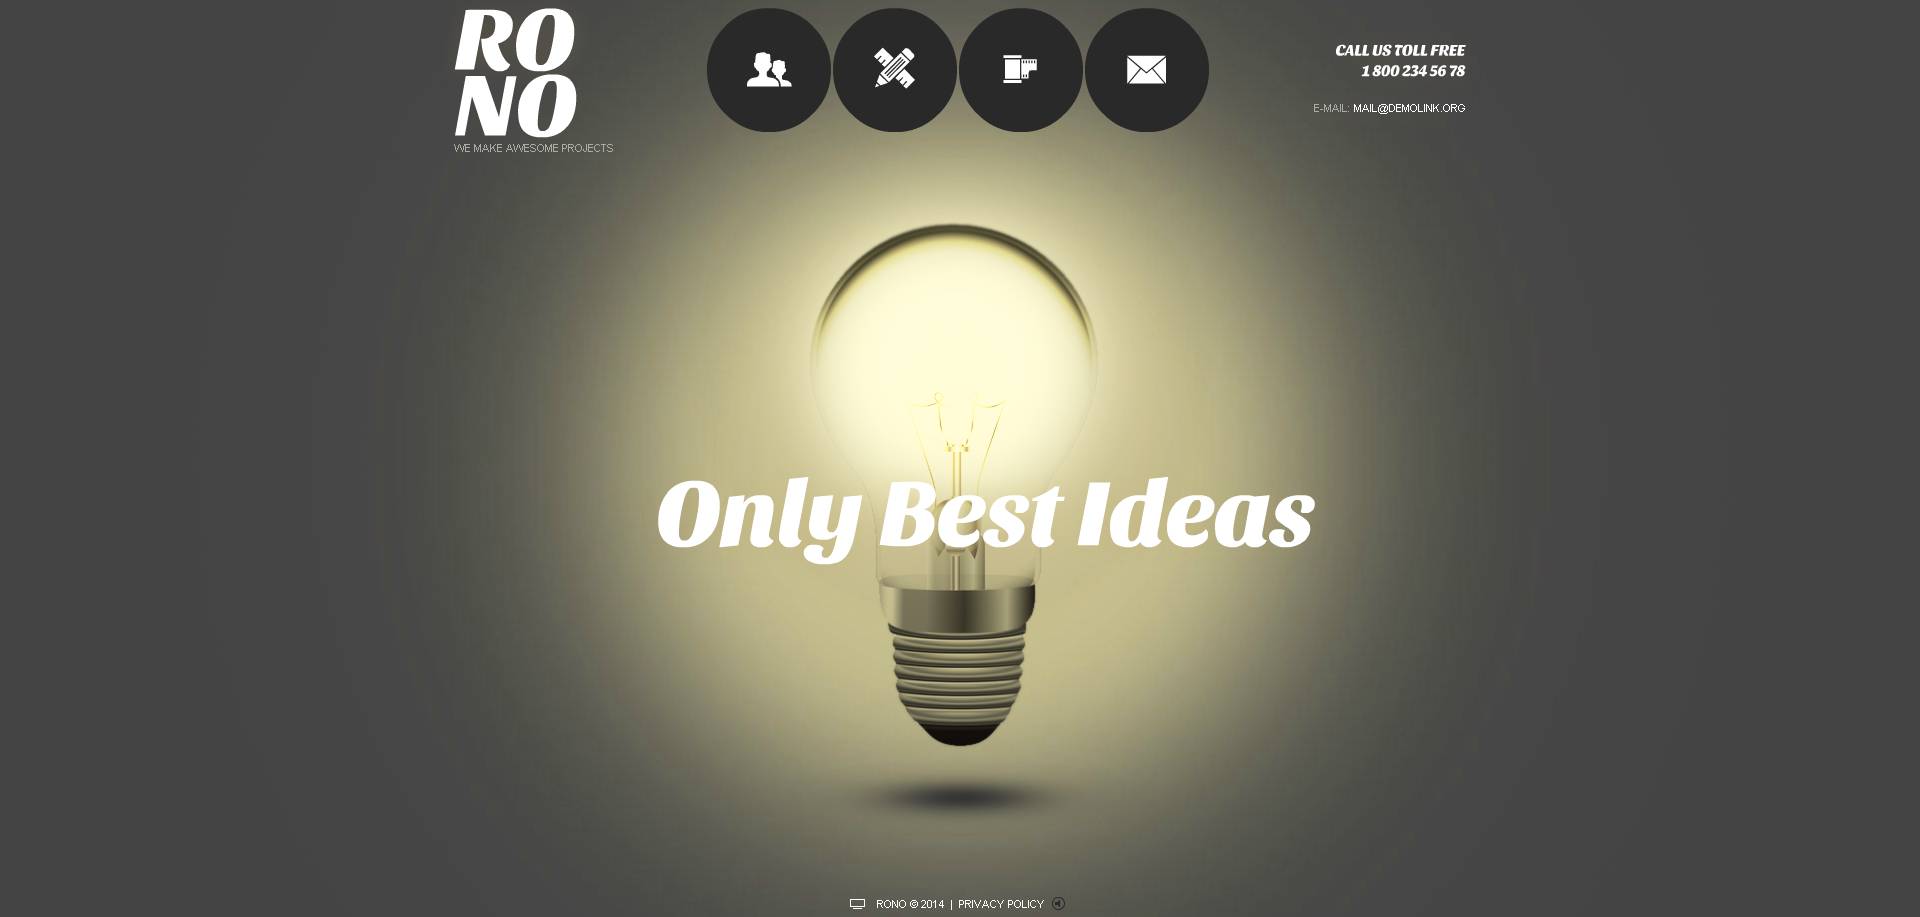 RO
NO
WE MAKE AWESOME PROJECTS
CALL US TOLL FREE
1 800 234 56 78
E-MAIL: MAIL@DEMOLINK.ORG
Only Best Ideas
RONO © 2014 | PRIVACY POLICY